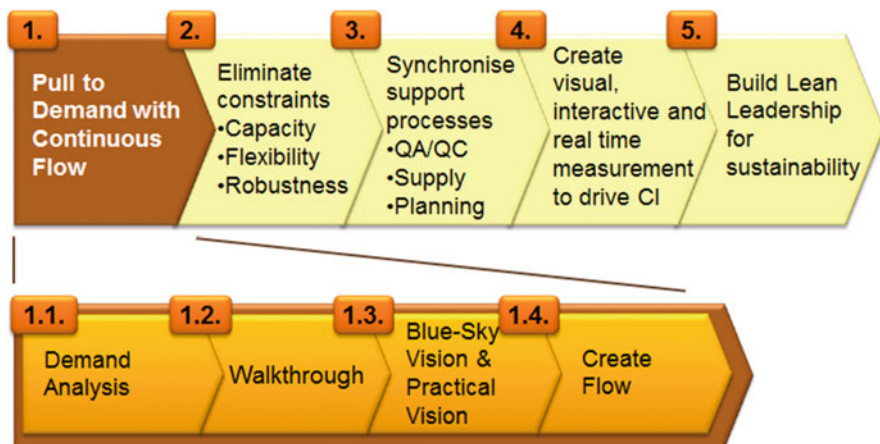 1.
Pull to
Demand with
Continuous
Flow
2.
Eliminate
constraints
•Capacity
•Flexibility
•Robustness
3.
Synchronise
support
processes
•QA/QC
•Supply
•Planning
4.
Create
visual,
interactive and
real time
measurement
to drive CI
5.
Build Lean
Leadership
for
sustainability
1.1.
Demand
Analysis
1.2.
Walkthrough
1.3.
Blue-Sky
Vision &
Practical
Vision
1.4.
Create
Flow